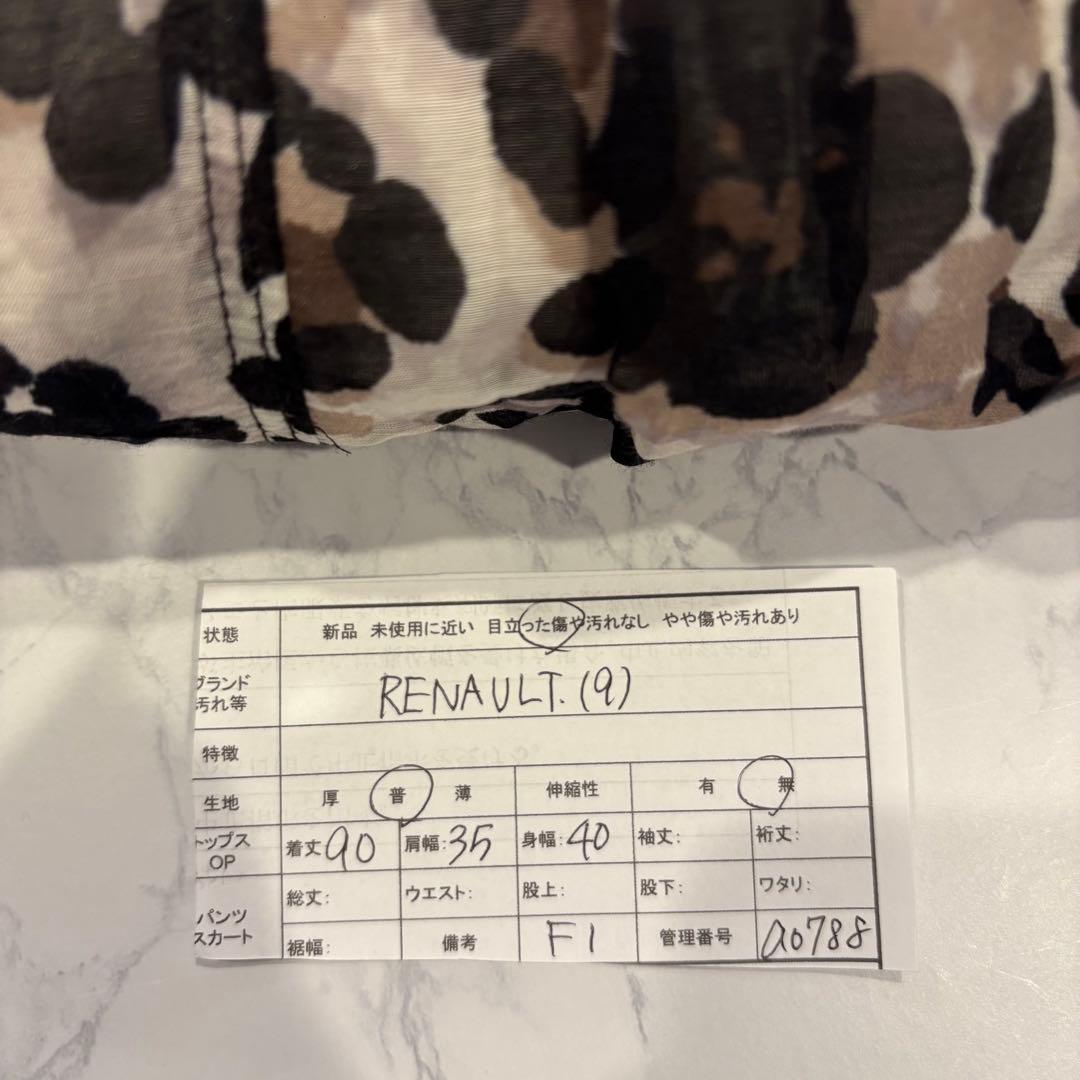 状態 新品 未使用に近い 目立った傷や汚れなし やや傷や汚れあり
ブランド
汚れ等 RENAULT.(9)
特徴
生地 厚 普 薄 伸縮性 有 無
トップス
OP 着丈90 肩幅:35 身幅:40 袖丈: 裄丈:
パンツ
スカート 総丈: ウエスト: 股上: 股下: ワタリ:
裾幅: 備考 F1 管理番号 a0788